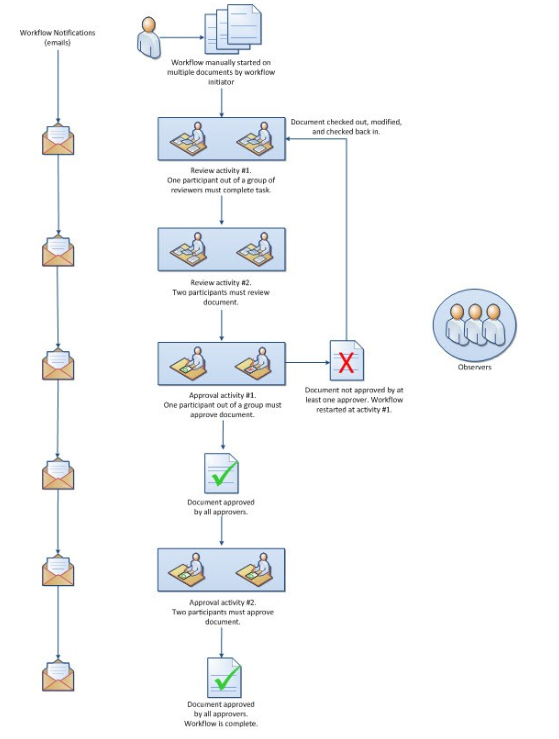 Workflow Notifications
(emails)
Workflow manually started on
multiple documents by workflow
initiator
Document checked out, modified,
and checked back in.
Review activity #1.
One participant out of a group of
reviewers must complete task.
Review activity #2.
Two participants must review
document.
Observers
Approval activity #1.
One participant out of a group must
approve document.
Document not approved by at
least one approver. Workflow
restarted at activity #1.
Document approved
by all approvers.
Approval activity #2.
Two participants must approve
document.
Document approved
by all approvers.
Workflow is complete.